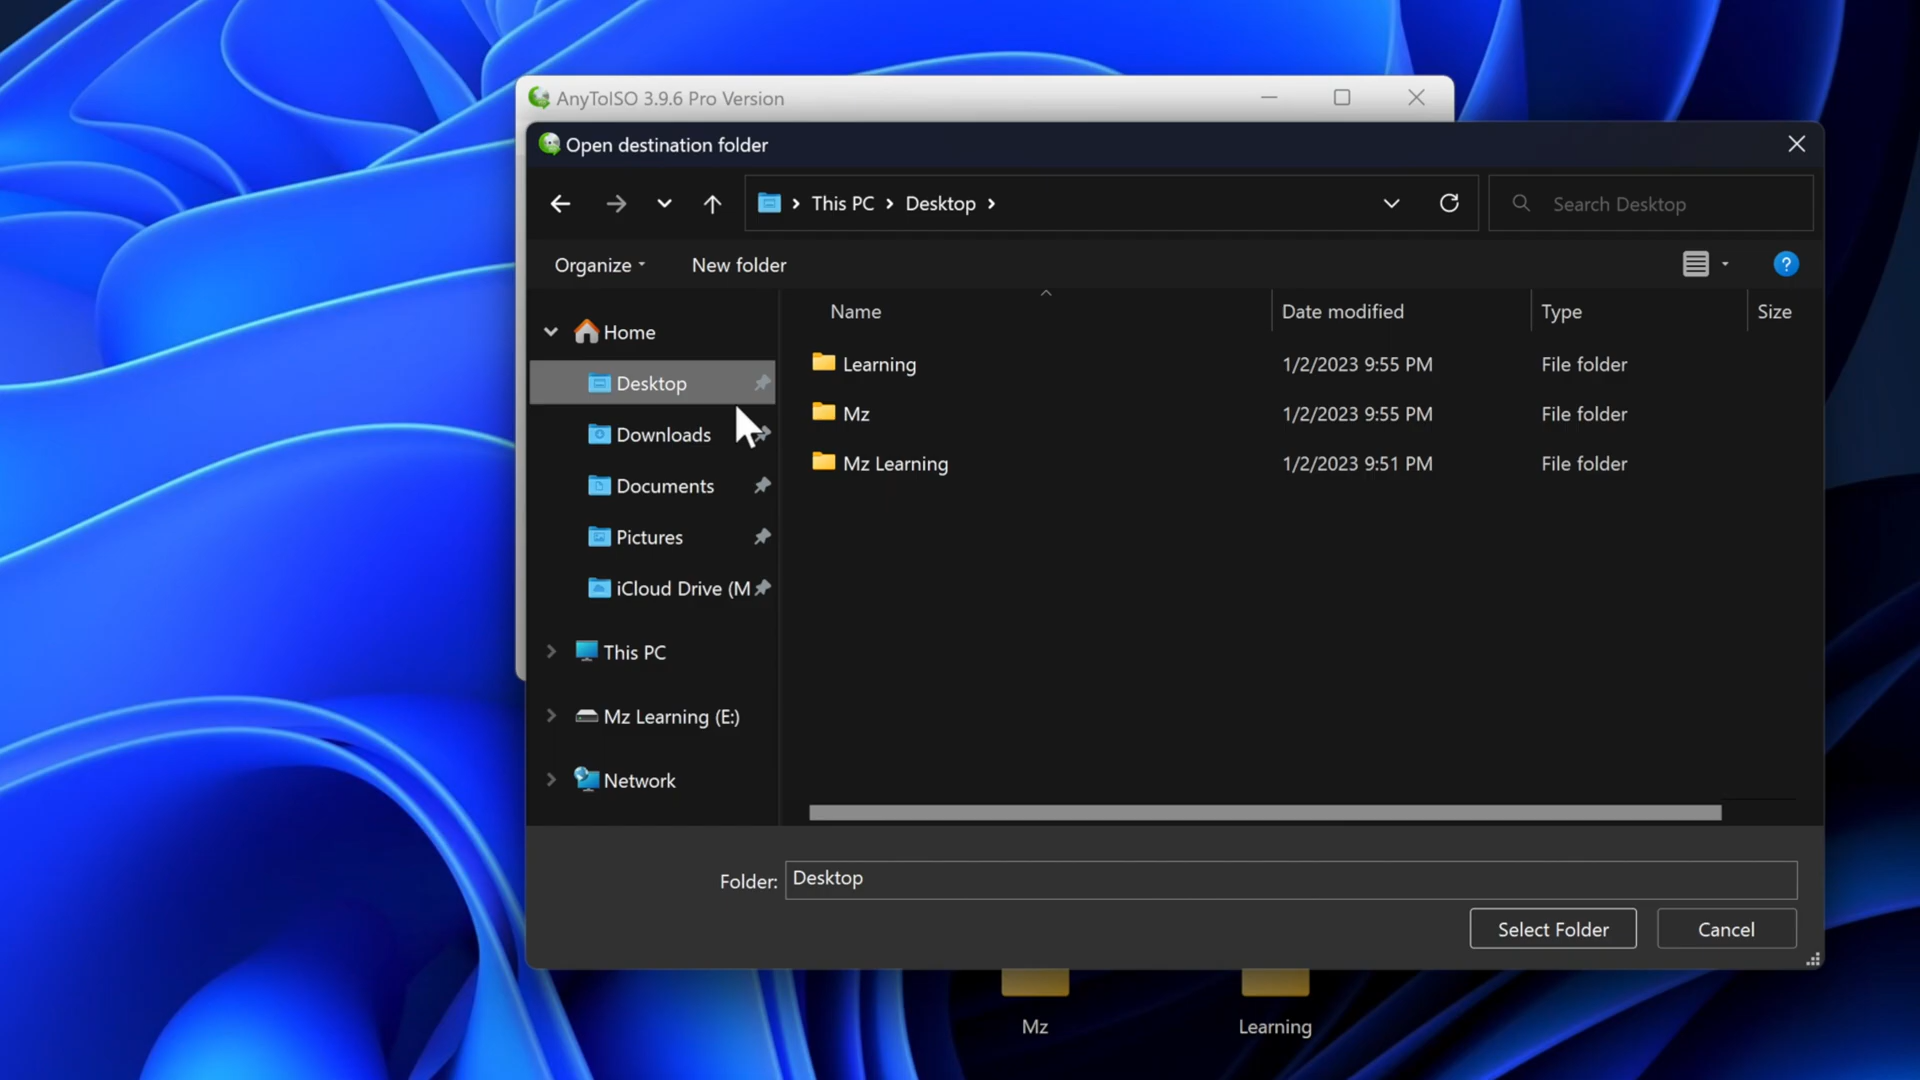 AnyToISO 3.9.6 Pro Version
Open destination folder
This PC Desktop
Search Desktop
Organize New folder
?
Name Date modified Type Size
Home
Desktop
Downloads
Documents
Pictures
iCloud Drive (M
This PC
Mz Learning (E:)
Network
Learning 1/2/2023 9:55 PM File folder
Mz 1/2/2023 9:55 PM File folder
Mz Learning 1/2/2023 9:51 PM File folder
Folder: Desktop
Select Folder Cancel
Mz Learning